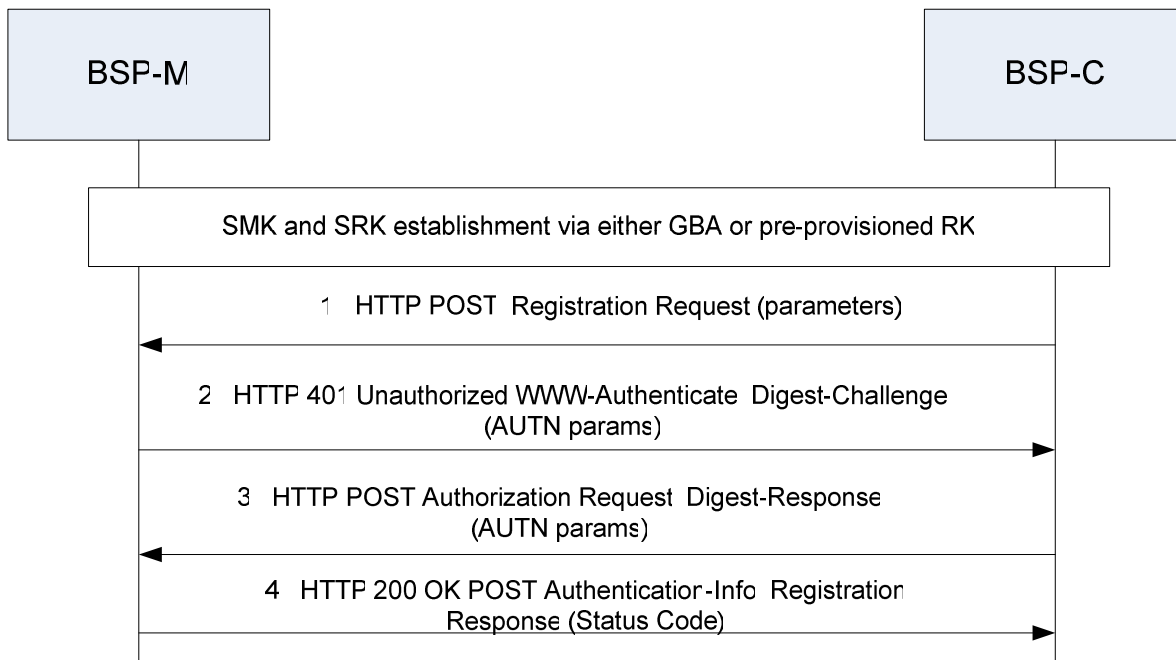 BSP-M
BSP-C
SMK and SRK establishment via either GBA or pre-provisioned RK
1 HTTP POST Registration Request (parameters)
2 HTTP 401 Unauthorized WWW-Authenticate Digest-Challenge
(AUTN params)
3 HTTP POST Authorization Request Digest-Response
(AUTN params)
4 HTTP 200 OK POST Authentication-Info Registration
Response (Status Code)